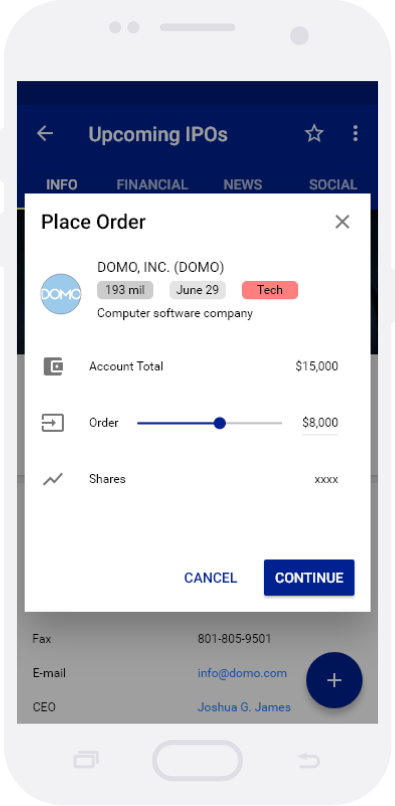 Upcoming IPOs
INFO FINANCIAL NEWS SOCIAL
Place Order
DOMO
DOMO, INC. (DOMO)
193 mil June 29 Tech
Computer software company
Account Total $15,000
Order $8,000
Shares xxxx
CANCEL CONTINUE
Fax 801-805-9501
E-mail info@domo.com
CEO Joshua G. James